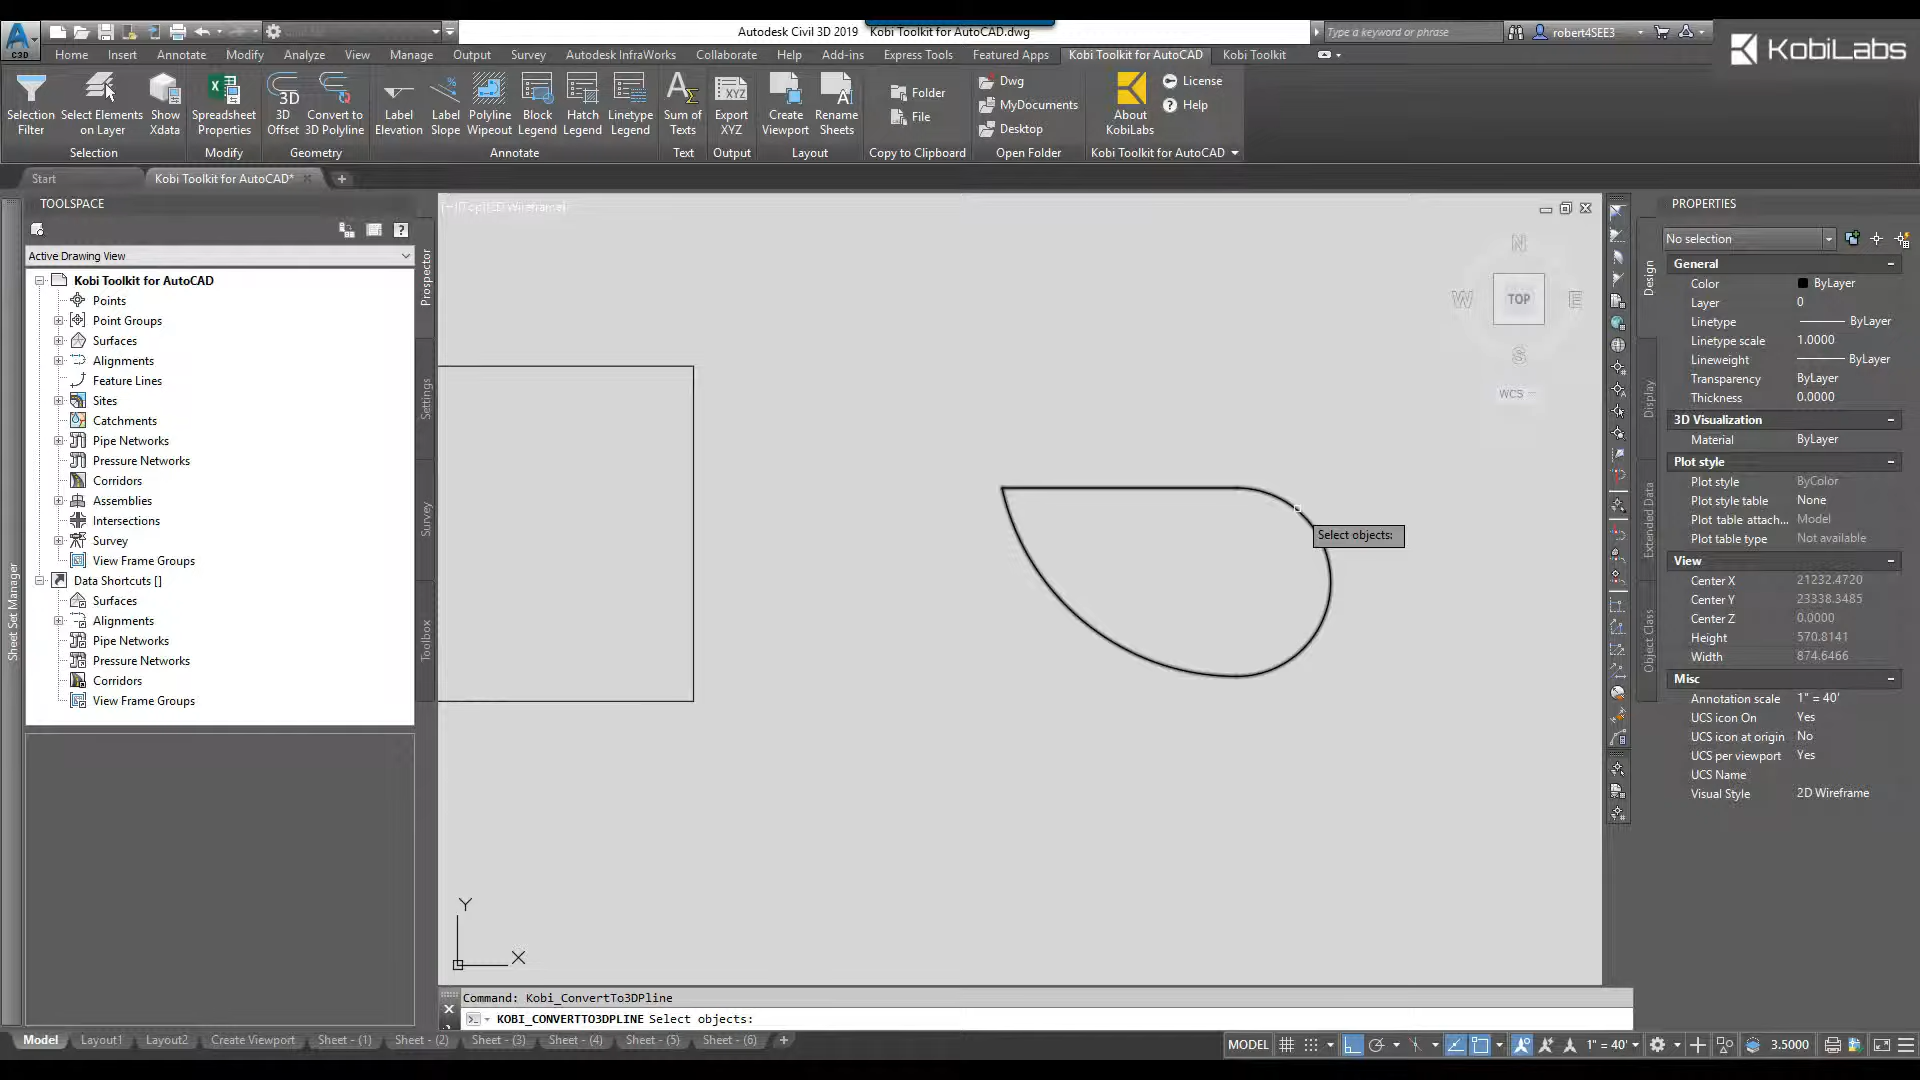 Autodesk Civil 3D 2019 Kobi Toolkit for AutoCAD.dwg
Type a keyword or phrase
robert4SEE3
KobiLabs
C3D
Home Insert Annotate Modify Analyze View Manage Output Survey Autodesk InfraWorks Collaborate Help Add-ins Express Tools Featured Apps Kobi Toolkit for AutoCAD Kobi Toolkit
Selection Filter
Select Elements on Layer
Show Xdata
Spreadsheet Properties
3D Offset
Convert to 3D Polyline
Label Elevation
Label Slope
Polyline Wipeout
Block Legend
Hatch Legend
Linetype Legend
Sum of Texts
XYZ
Export XYZ
Create Viewport
Rename Sheets
Folder
File
Dwg
MyDocuments
Desktop
About KobiLabs
License
Help
Selection Modify Geometry Annotate Text Output Layout Copy to Clipboard Open Folder Kobi Toolkit for AutoCAD
Start Kobi Toolkit for AutoCAD*
TOOLSPACE
Active Drawing View
Kobi Toolkit for AutoCAD
Points
Point Groups
Surfaces
Alignments
Feature Lines
Sites
Catchments
Pipe Networks
Pressure Networks
Corridors
Assemblies
Intersections
Survey
View Frame Groups
Data Shortcuts []
Surfaces
Alignments
Pipe Networks
Pressure Networks
Corridors
View Frame Groups
Sheet Set Manager
Prospector
Settings
Survey
Toolbox
[−][Top][2D Wireframe]
N
W TOP E
S
WCS
Select objects:
Y
X
Design
Display
Extended Data
Object Class
PROPERTIES
No selection
General
Color ByLayer
Layer 0
Linetype ByLayer
Linetype scale 1.0000
Lineweight ByLayer
Transparency ByLayer
Thickness 0.0000
3D Visualization
Material ByLayer
Plot style
Plot style ByColor
Plot style table None
Plot table attach... Model
Plot table type Not available
View
Center X 21232.4720
Center Y 23338.3485
Center Z 0.0000
Height 570.8141
Width 874.6466
Misc
Annotation scale 1" = 40'
UCS icon On Yes
UCS icon at origin No
UCS per viewport Yes
UCS Name
Visual Style 2D Wireframe
Command: Kobi_ConvertTo3DPline
KOBI_CONVERTTO3DPLINE Select objects:
Model Layout1 Layout2 Create Viewport Sheet - (1) Sheet - (2) Sheet - (3) Sheet - (4) Sheet - (5) Sheet - (6) +
MODEL 1" = 40' 3.5000